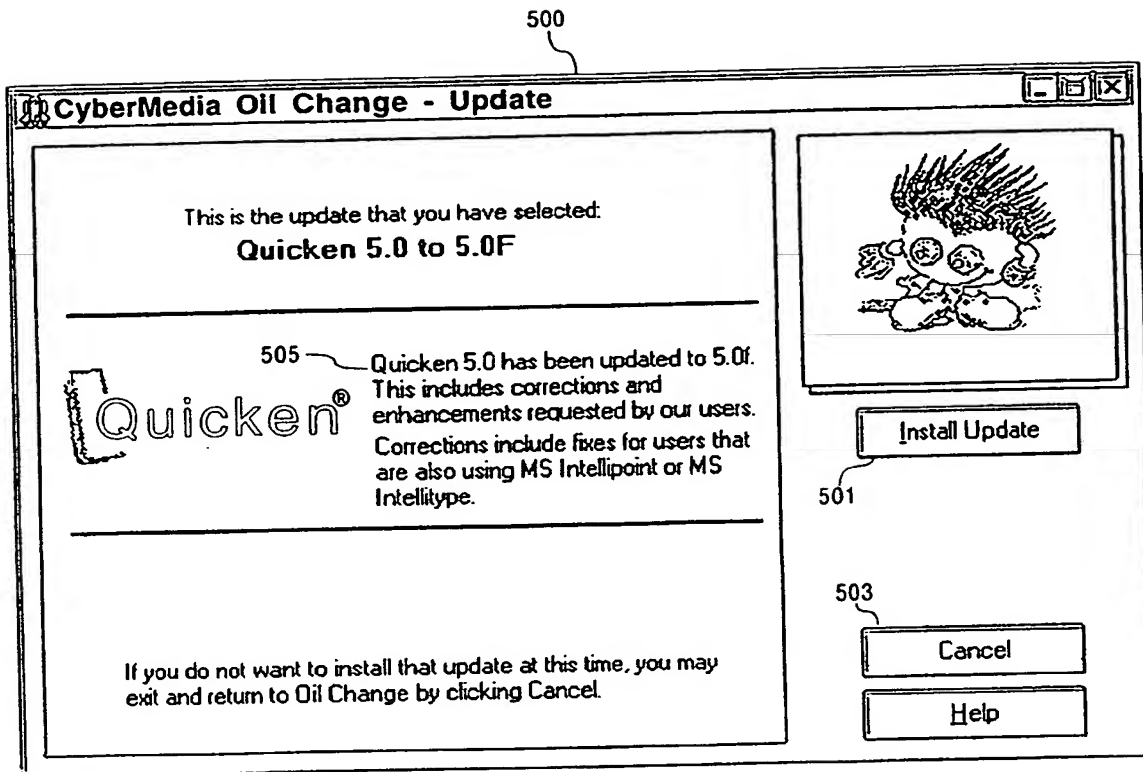 500
CyberMedia Oil Change - Update
This is the update that you have selected:
Quicken 5.0 to 5.0F
505
Quicken®
Quicken 5.0 has been updated to 5.0f.
This includes corrections and
enhancements requested by our users.
Corrections include fixes for users that
are also using MS Intellipoint or MS
Intellitype.
If you do not want to install that update at this time, you may
exit and return to Oil Change by clicking Cancel.
Install Update
501
503
Cancel
Help